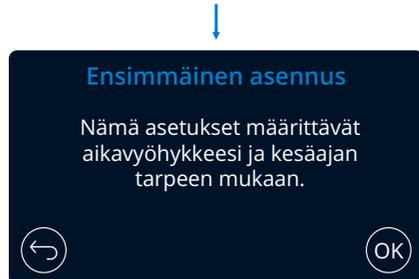 Ensimmäinen asennus
Nämä asetukset määrittävät
aikavyöhykkeesi ja kesäajan
tarpeen mukaan.
OK